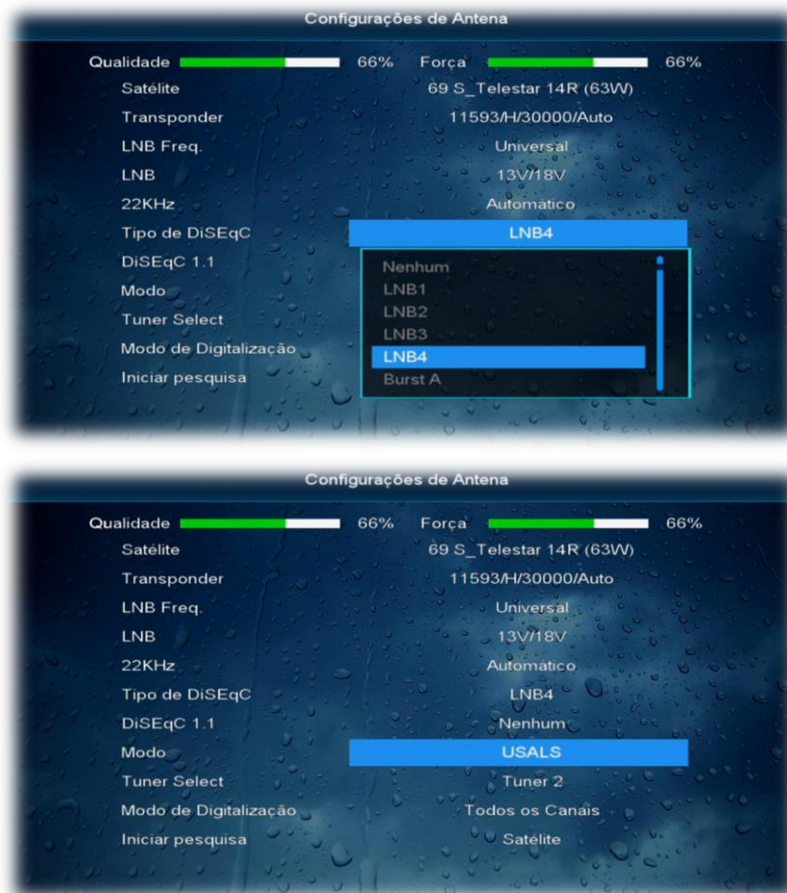 Configurações de Antena
Qualidade 66% Força 66%
Satélite 69 S_Telestar 14R (63W)
Transponder 11593/H/30000/Auto
LNB Freq. Universal
LNB 13V/18V
22KHz Automatico
Tipo de DiSEqC LNB4
DiSEqC 1.1 Nenhum
Modo LNB1
LNB2
Tuner Select LNB3
Modo de Digitalização LNB4
Iniciar pesquisa Burst A
Configurações de Antena
Qualidade 66% Força 66%
Satélite 69 S_Telestar 14R (63W)
Transponder 11593/H/30000/Auto
LNB Freq. Universal
LNB 13V/18V
22KHz Automatico
Tipo de DiSEqC LNB4
DiSEqC 1.1 Nenhum
Modo USALS
Tuner Select Tuner 2
Modo de Digitalização Todos os Canais
Iniciar pesquisa Satélite